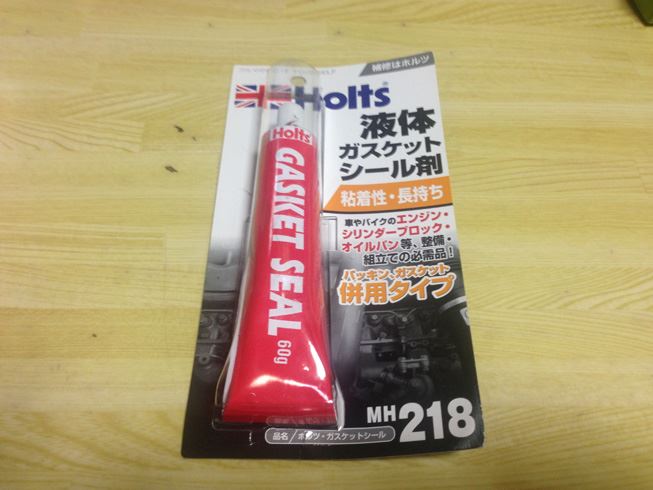 補修はホルツ
Holts
液体
ガスケット
シール剤
粘着性・長持ち
車やバイクのエンジン・
シリンダーブロック・
オイルパン等、整備・
組立ての必需品!
パッキン、ガスケット
併用タイプ
Holts
GASKET SEAL 60g
MH218
品名/ホルツ・ガスケットシール